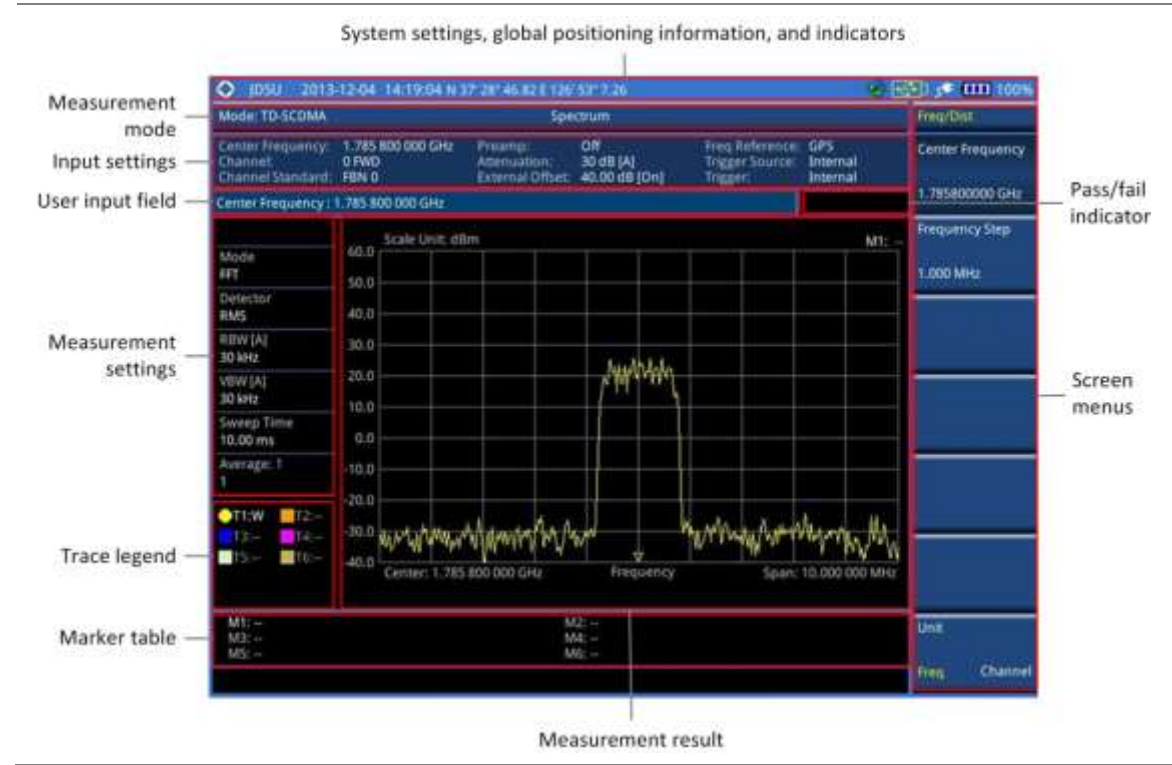 System settings, global positioning information, and indicators
JDSU 2013-12-04 14:19:04 N 37° 28" 46.82 E 126° 53" 7.26 100%
Measurement mode
Mode: TD-SCDMA Spectrum
Freq/Dist
Input settings
Center Frequency: 1.785 800 000 GHz Preamp: Off Freq Reference: GPS
Channel: 0 FWD Attenuation: 30 dB [A] Trigger Source: Internal
Channel Standard: FBN 0 External Offset: 40.00 dB [On] Trigger: Internal
Center Frequency
1.785800000 GHz
User input field
Center Frequency : 1.785 800 000 GHz
Pass/fail indicator
Frequency Step
1.000 MHz
Measurement settings
Mode
FFT
Detector
RMS
RBW [A]
30 kHz
VBW [A]
30 kHz
Sweep Time
10.00 ms
Average: 1
1
Scale Unit: dBm M1: --
60.0
50.0
40.0
30.0
20.0
10.0
0.0
-10.0
-20.0
-30.0
-40.0
Center: 1.785 800 000 GHz Frequency Span: 10.000 000 MHz
Screen menus
Trace legend
T1:W T2:--
T3:-- T4:--
T5:-- T6:--
Marker table
M1: -- M2: --
M3: -- M4: --
M5: -- M6: --
Unit
Freq Channel
Measurement result